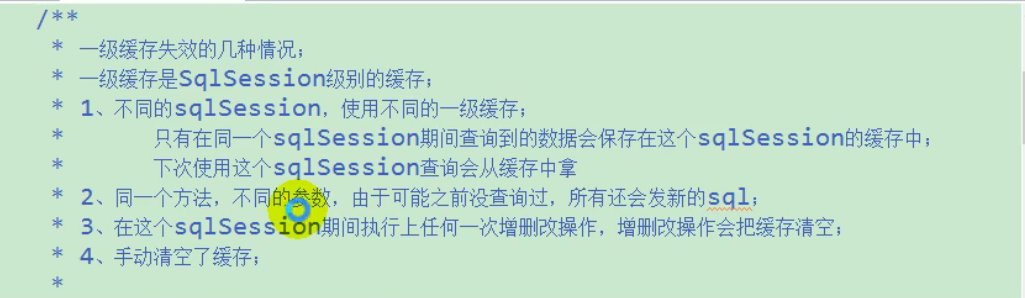 /**
* 一级缓存失效的几种情况；
* 一级缓存是SqlSession级别的缓存；
* 1、不同的sqlSession，使用不同的一级缓存；
* 只有在同一个sqlSession期间查询到的数据会保存在这个sqlSession的缓存中；
* 下次使用这个sqlSession查询会从缓存中拿
* 2、同一个方法，不同的参数，由于可能之前没查询过，所有还会发新的sql；
* 3、在这个sqlSession期间执行上任何一次增删改操作，增删改操作会把缓存清空；
* 4、手动清空了缓存；
*